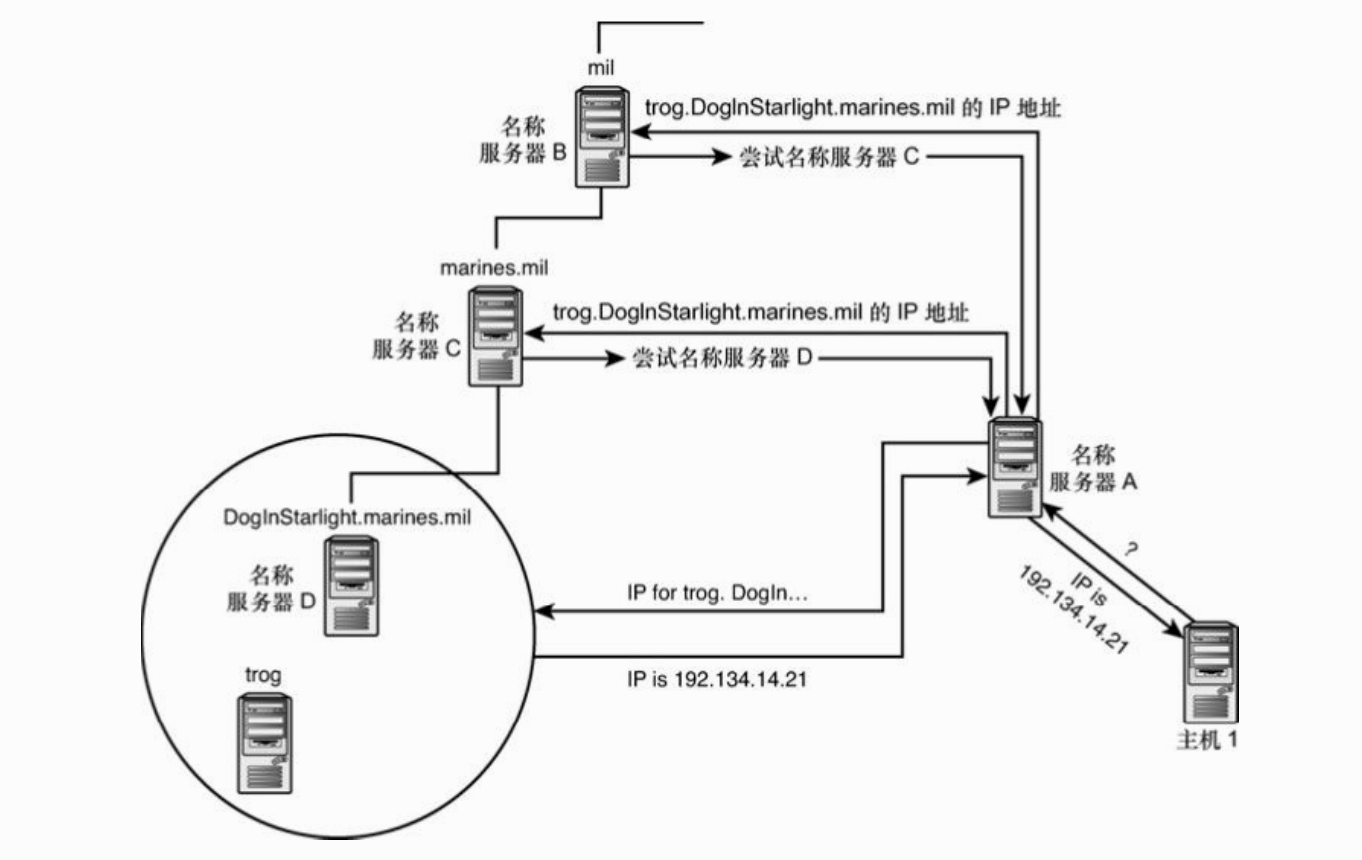 mil
trog.DogInStarlight.marines.mil 的 IP 地址
名称
服务器 B
尝试名称服务器 C
marines.mil
trog.DogInStarlight.marines.mil 的 IP 地址
名称
服务器 C
尝试名称服务器 D
名称
服务器 A
DogInStarlight.marines.mil
?
名称
服务器 D
IP for trog. DogIn…
IP is
192.134.14.21
trog
IP is 192.134.14.21
主机 1